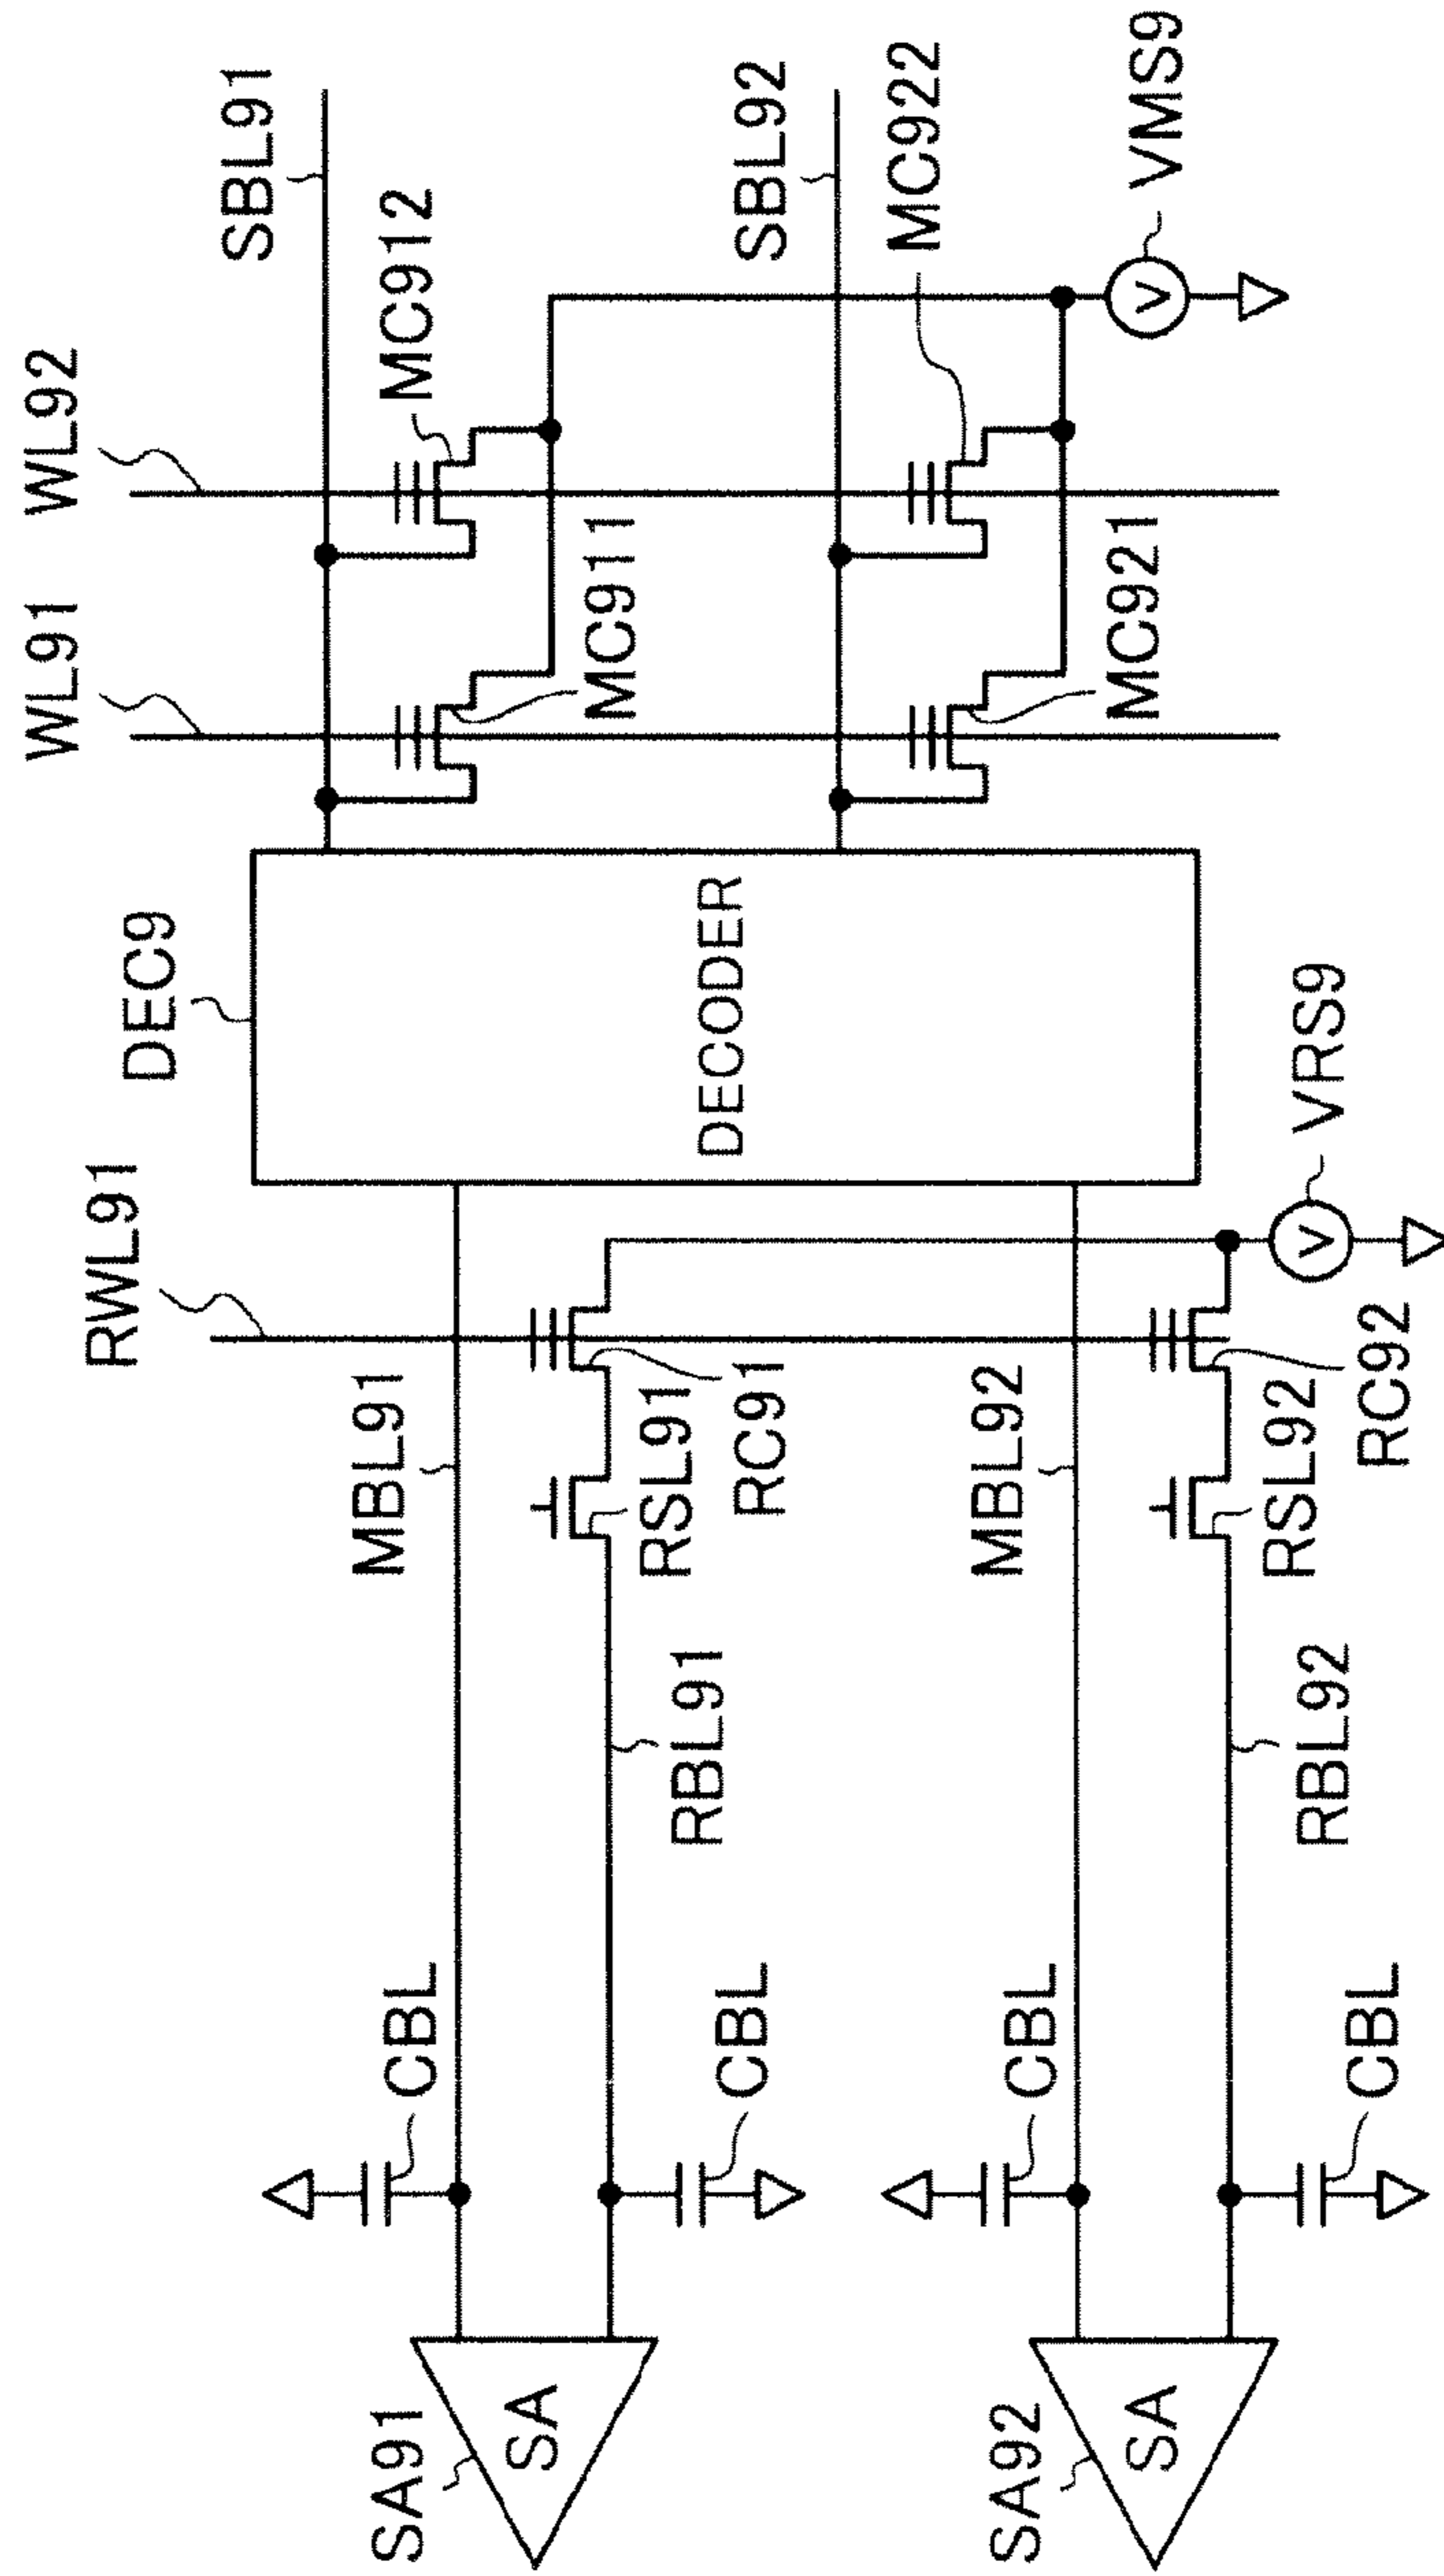 WL91
WL92
SBL91
MC912
MC911
SBL92
MC922
MC921
VMS9
V
DEC9
DECODER
RWL91
MBL91
RC91
RSL91
RBL91
MBL92
RC92
RSL92
RBL92
VRS9
V
CBL
CBL
CBL
CBL
SA91
SA
SA92
SA